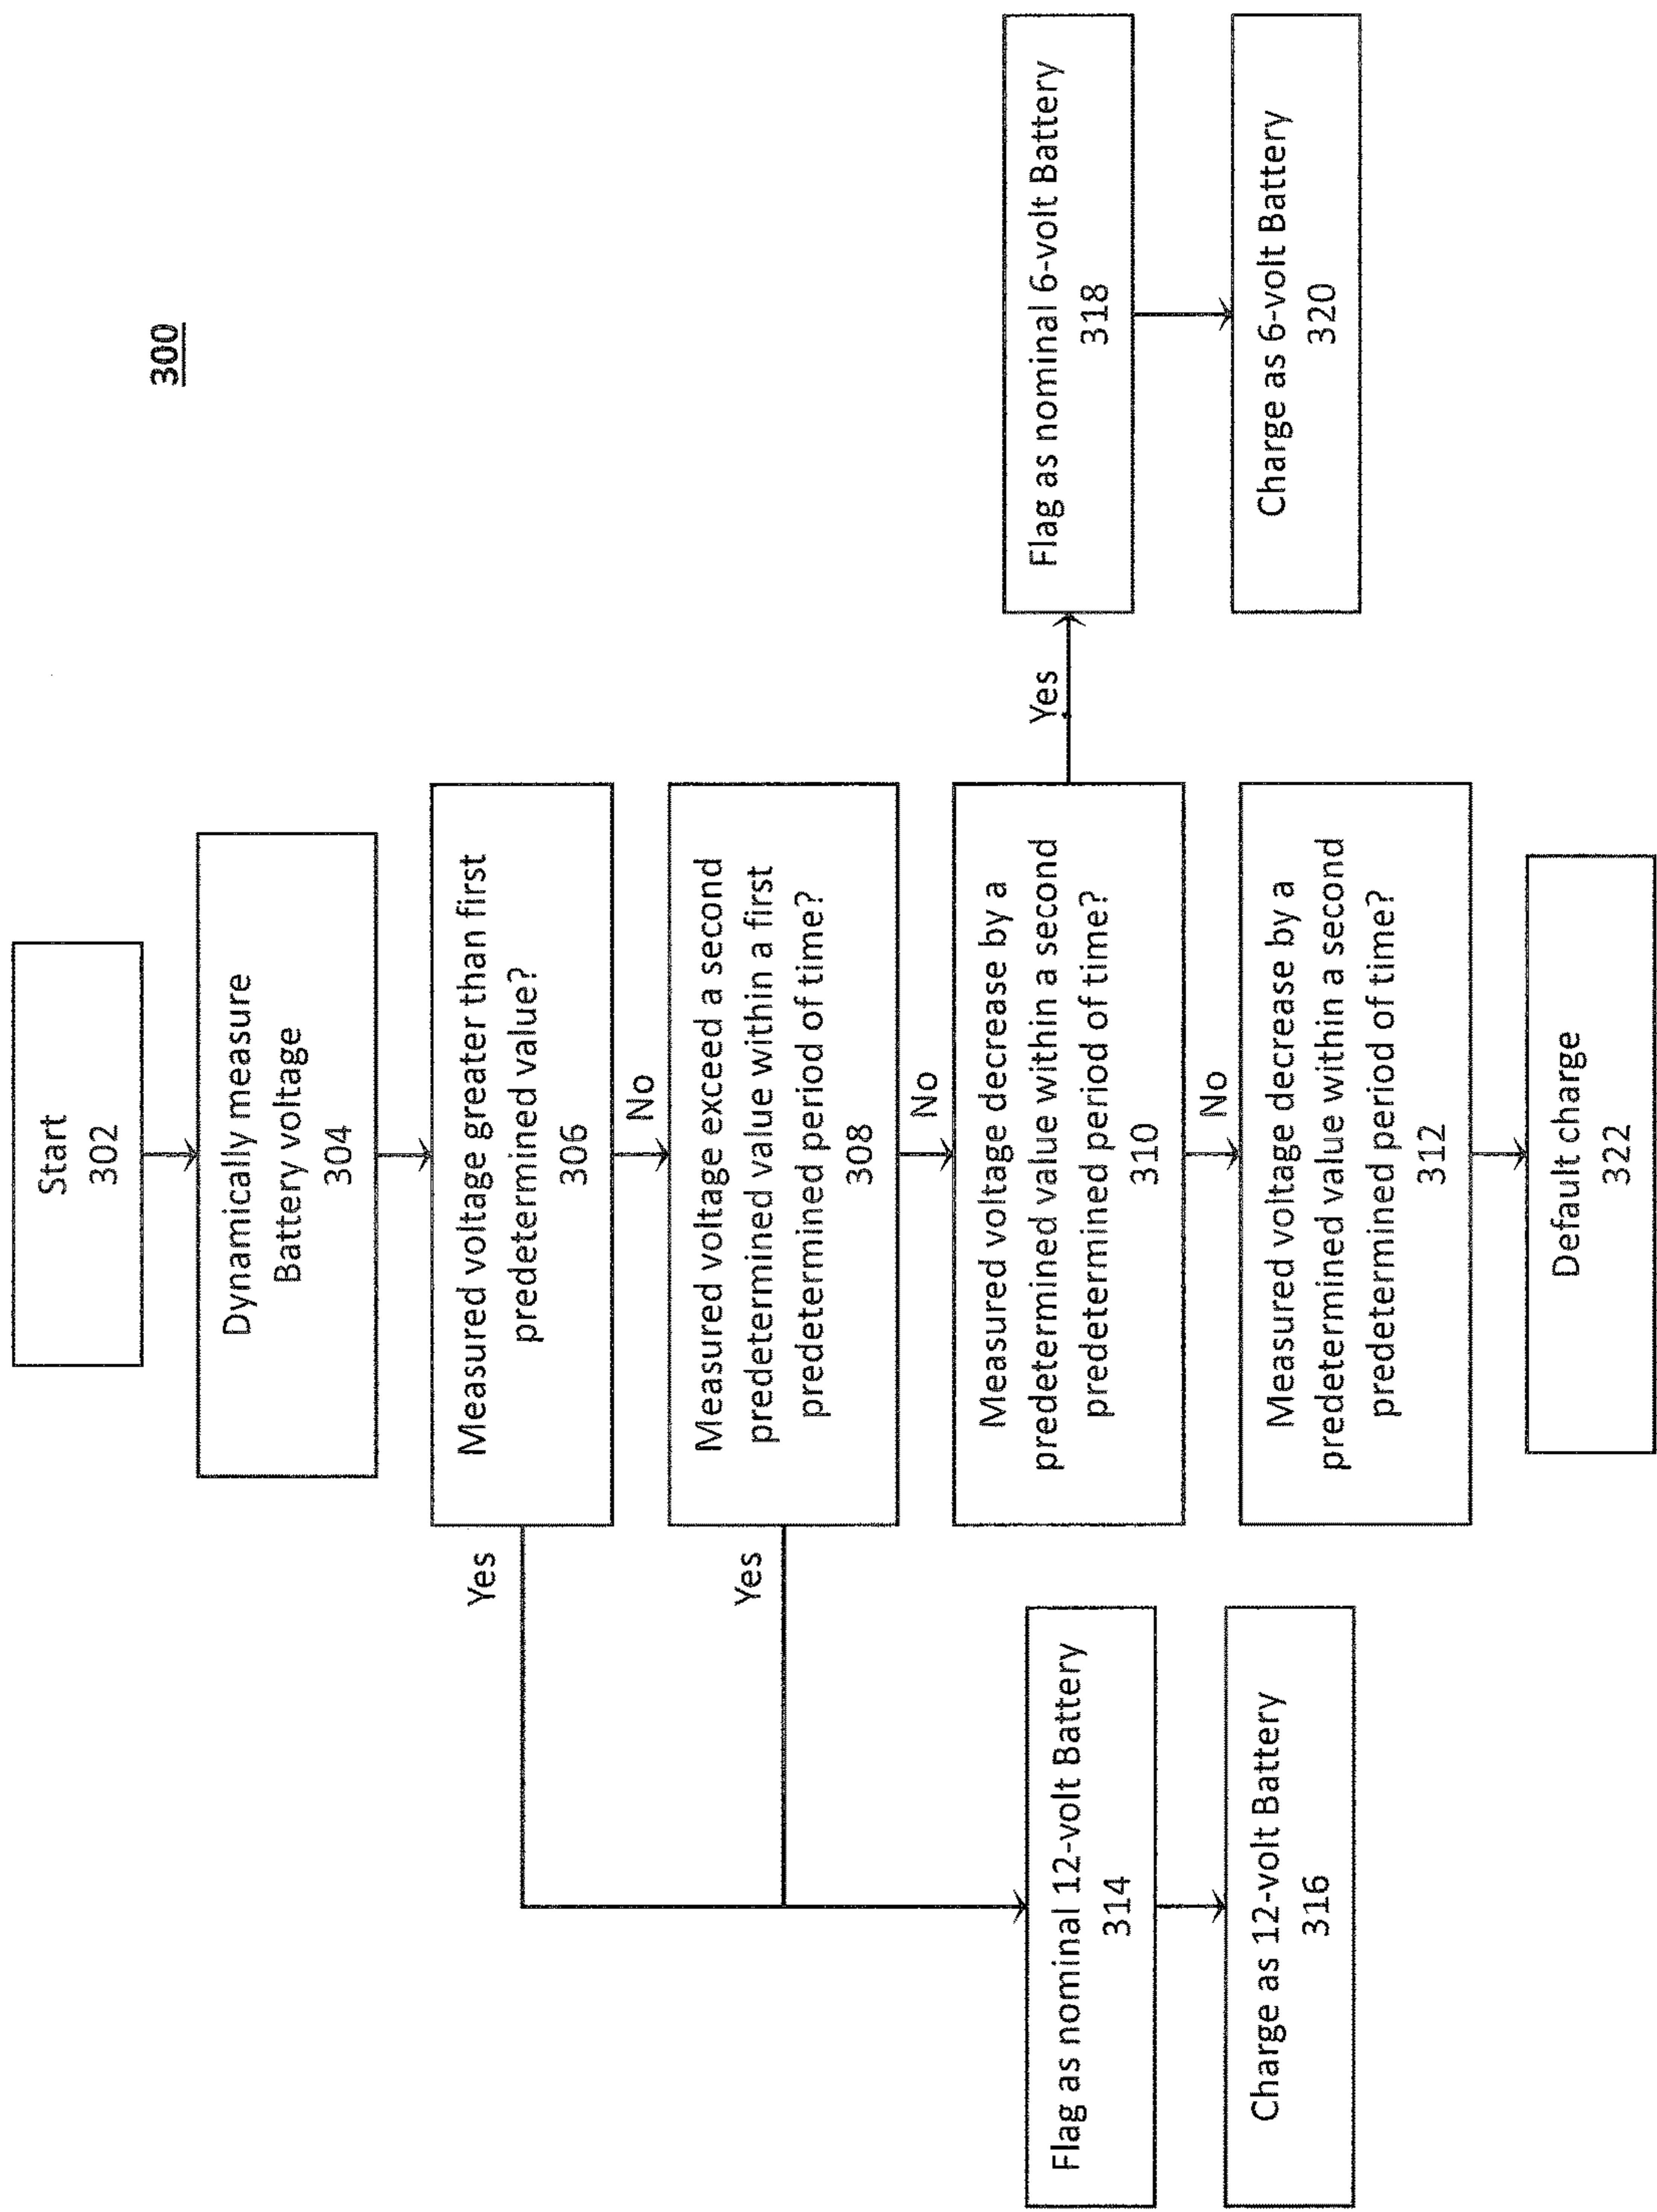 300
Start
302
Dynamically measure
Battery voltage
304
Measured voltage greater than first
predetermined value?
306
Yes
No
Measured voltage exceed a second
predetermined value within a first
predetermined period of time?
308
Yes
No
Measured voltage decrease by a
predetermined value within a second
predetermined period of time?
310
Yes
No
Measured voltage decrease by a
predetermined value within a second
predetermined period of time?
312
Default charge
322
Flag as nominal 12-volt Battery
314
Charge as 12-volt Battery
316
Flag as nominal 6-volt Battery
318
Charge as 6-volt Battery
320